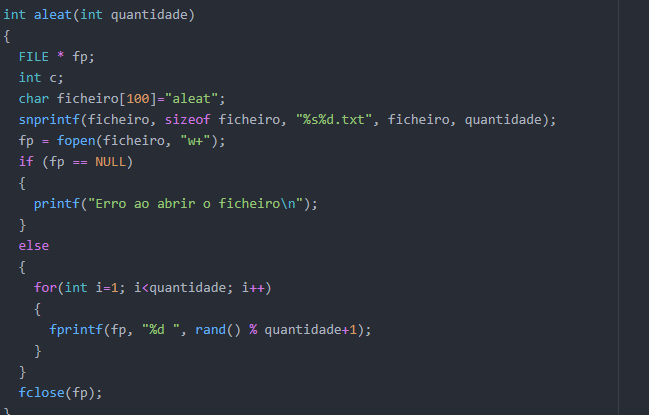 int aleat(int quantidade)
{
  FILE * fp;
  int c;
  char ficheiro[100]="aleat";
  snprintf(ficheiro, sizeof ficheiro, "%s%d.txt", ficheiro, quantidade);
  fp = fopen(ficheiro, "w+");
  if (fp == NULL)
  {
    printf("Erro ao abrir o ficheiro\n");
  }
  else
  {
    for(int i=1; i<quantidade; i++)
    {
      fprintf(fp, "%d ", rand() % quantidade+1);
    }
  }
  fclose(fp);
}